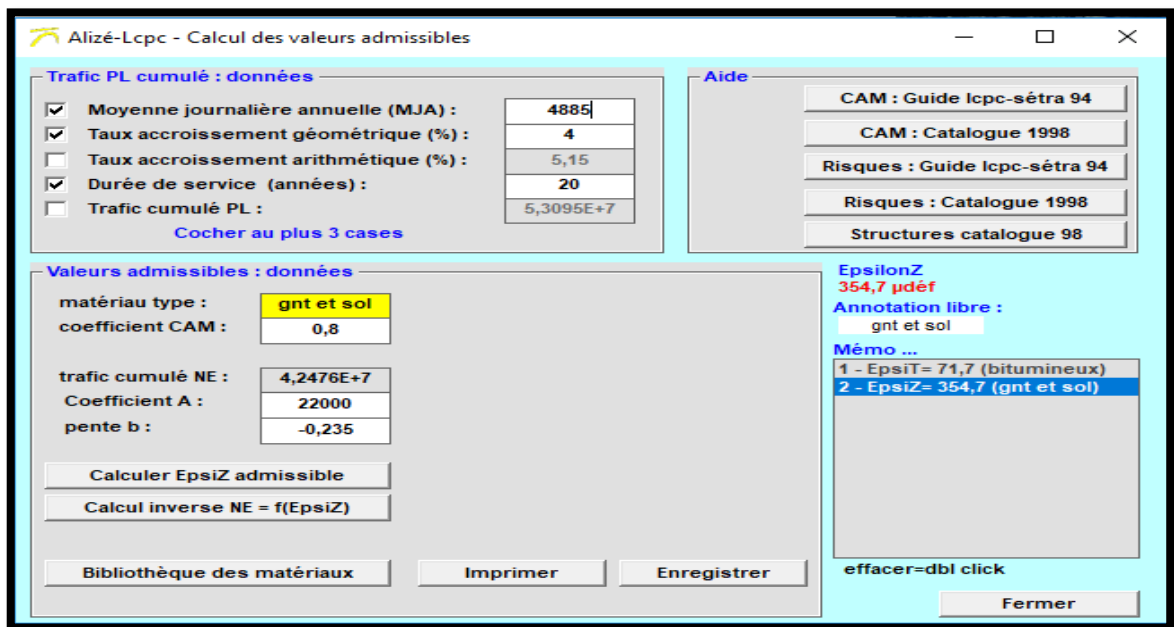 Alizé-Lcpc - Calcul des valeurs admissibles
Trafic PL cumulé : données
Moyenne journalière annuelle (MJA) : 4885
Taux accroissement géométrique (%) : 4
Taux accroissement arithmétique (%) : 5,15
Durée de service (années) : 20
Trafic cumulé PL : 5,3095E+7
Cocher au plus 3 cases
Aide
CAM : Guide lcpc-sétra 94
CAM : Catalogue 1998
Risques : Guide lcpc-sétra 94
Risques : Catalogue 1998
Structures catalogue 98
Valeurs admissibles : données
matériau type : gnt et sol
coefficient CAM : 0,8
trafic cumulé NE : 4,2476E+7
Coefficient A : 22000
pente b : -0,235
Calculer EpsiZ admissible
Calcul inverse NE = f(EpsiZ)
Bibliothèque des matériaux
Imprimer
Enregistrer
EpsilonZ
354,7 µdéf
Annotation libre :
gnt et sol
Mémo ...
1 - EpsiT= 71,7 (bitumineux)
2 - EpsiZ= 354,7 (gnt et sol)
effacer=dbl click
Fermer